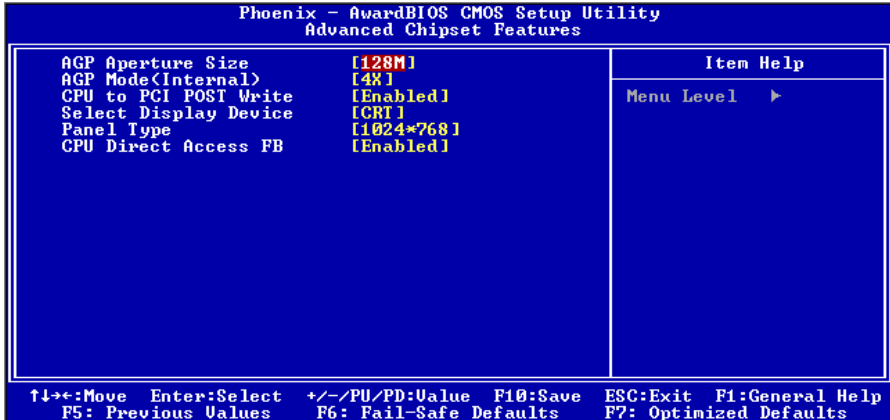 Phoenix - AwardBIOS CMOS Setup Utility
Advanced Chipset Features
AGP Aperture Size [128M]
AGP Mode(Internal) [4X]
CPU to PCI POST Write [Enabled]
Select Display Device [CRT]
Panel Type [1024*768]
CPU Direct Access FB [Enabled]
Item Help
Menu Level ►
↑↓→←:Move Enter:Select +/-/PU/PD:Value F10:Save ESC:Exit F1:General Help
F5: Previous Values F6: Fail-Safe Defaults F7: Optimized Defaults